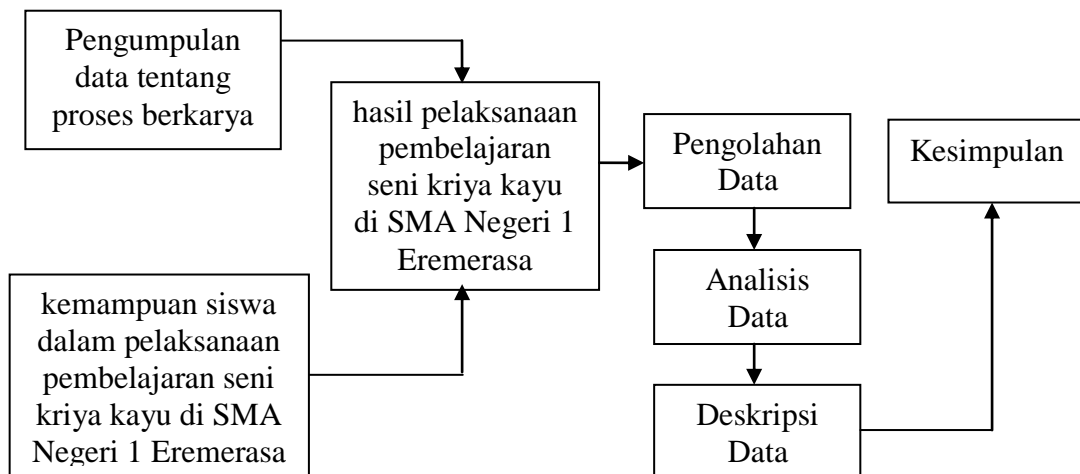 Pengumpulan
data tentang
proses berkarya
kemampuan siswa
dalam pelaksanaan
pembelajaran seni
kriya kayu di SMA
Negeri 1 Eremerasa
hasil pelaksanaan
pembelajaran
seni kriya kayu
di SMA Negeri 1
Eremerasa
Pengolahan
Data
Analisis
Data
Deskripsi
Data
Kesimpulan